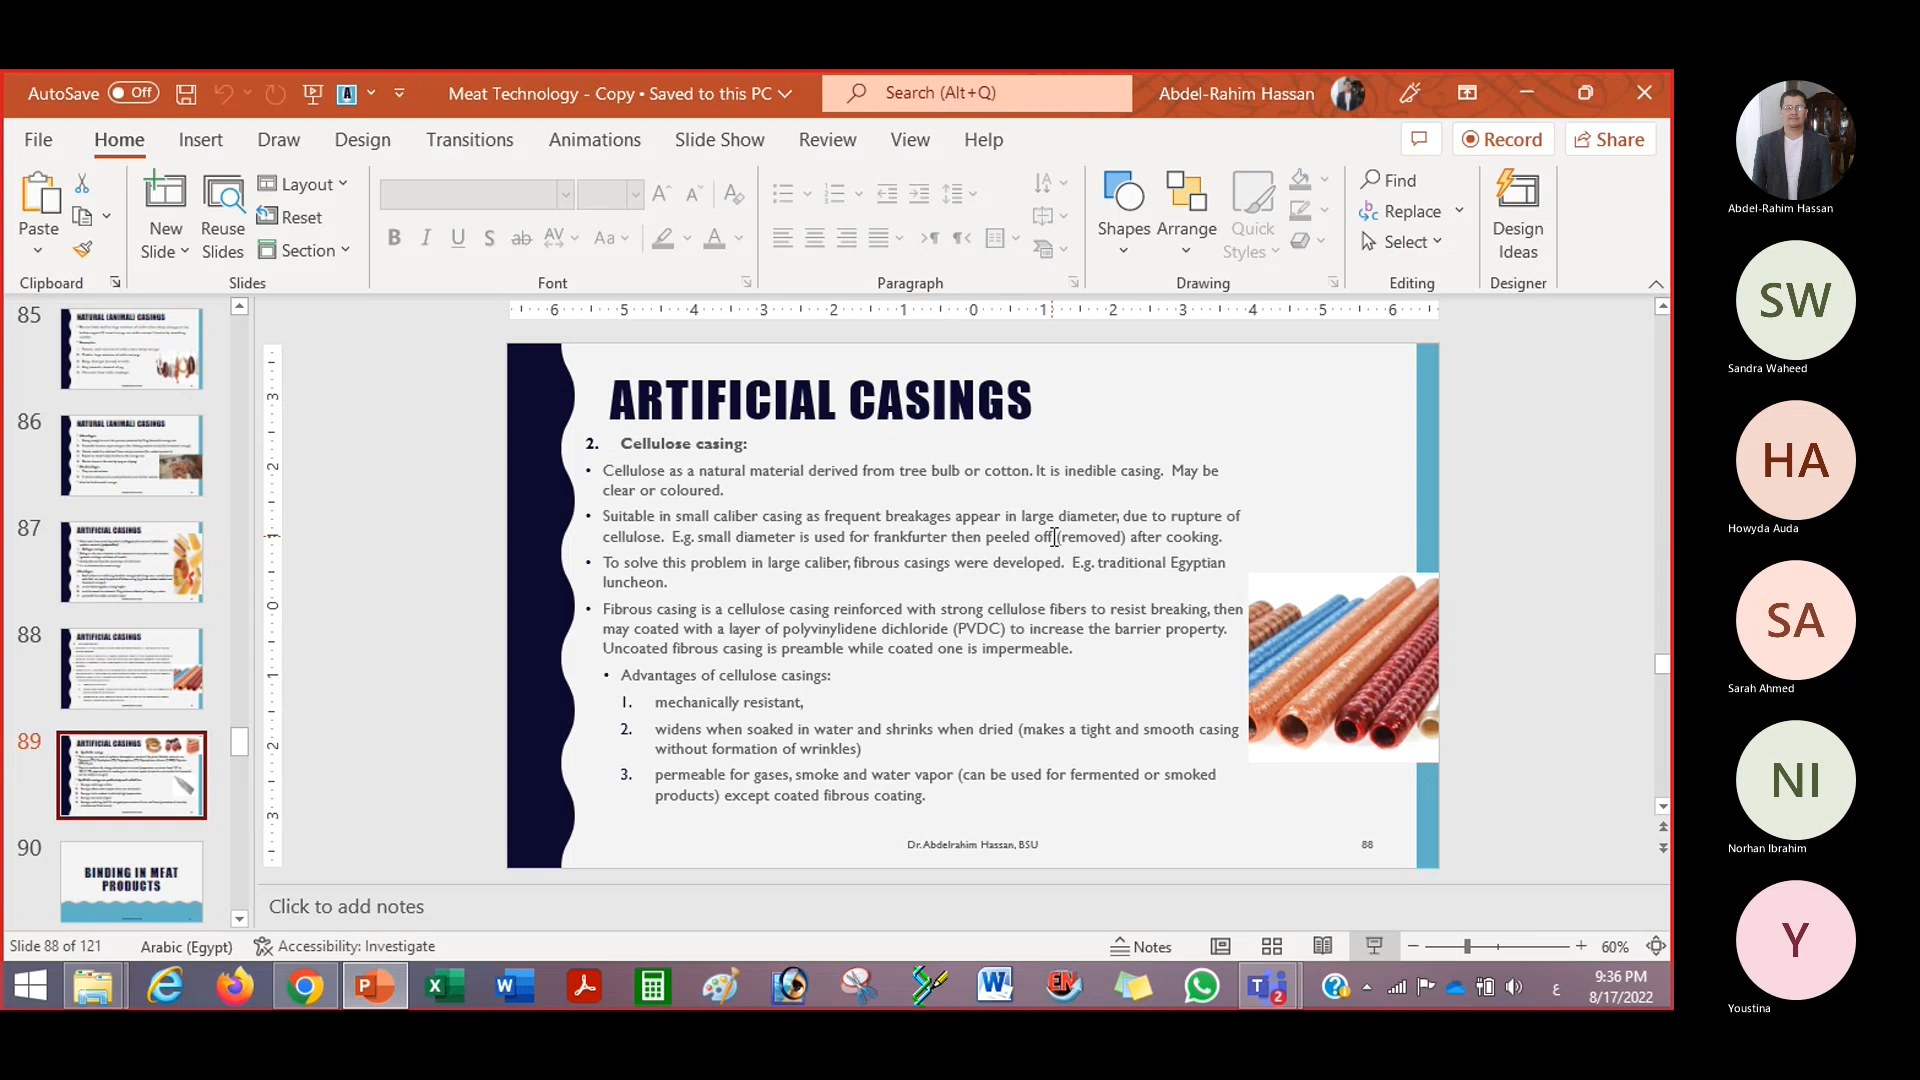 AutoSave Off
Meat Technology - Copy • Saved to this PC
Search (Alt+Q)
Abdel-Rahim Hassan
File Home Insert Draw Design Transitions Animations Slide Show Review View Help
Record Share
Paste
New Slide
Reuse Slides
Layout
Reset
Section
Shapes
Arrange
Quick Styles
Find
Replace
Select
Design Ideas
Clipboard Slides Font Paragraph Drawing Editing Designer
85
NATURAL (ANIMAL) CASINGS
86
NATURAL (ANIMAL) CASINGS
87
ARTIFICIAL CASINGS
88
ARTIFICIAL CASINGS
89
ARTIFICIAL CASINGS
90
BINDING IN MEAT
PRODUCTS
ARTIFICIAL CASINGS
2. Cellulose casing:
• Cellulose as a natural material derived from tree bulb or cotton. It is inedible casing. May be
clear or coloured.
• Suitable in small caliber casing as frequent breakages appear in large diameter, due to rupture of
cellulose. E.g. small diameter is used for frankfurter then peeled off (removed) after cooking.
• To solve this problem in large caliber, fibrous casings were developed. E.g. traditional Egyptian
luncheon.
• Fibrous casing is a cellulose casing reinforced with strong cellulose fibers to resist breaking, then
may coated with a layer of polyvinylidene dichloride (PVDC) to increase the barrier property.
Uncoated fibrous casing is preamble while coated one is impermeable.
• Advantages of cellulose casings:
1. mechanically resistant,
2. widens when soaked in water and shrinks when dried (makes a tight and smooth casing
without formation of wrinkles)
3. permeable for gases, smoke and water vapor (can be used for fermented or smoked
products) except coated fibrous coating.
Dr. Abdelrahim Hassan, BSU
88
Click to add notes
Slide 88 of 121
Arabic (Egypt)
Accessibility: Investigate
Notes
60%
9:36 PM
8/17/2022
Abdel-Rahim Hassan
SW
Sandra Waheed
HA
Howyda Auda
SA
Sarah Ahmed
NI
Norhan Ibrahim
Y
Youstina